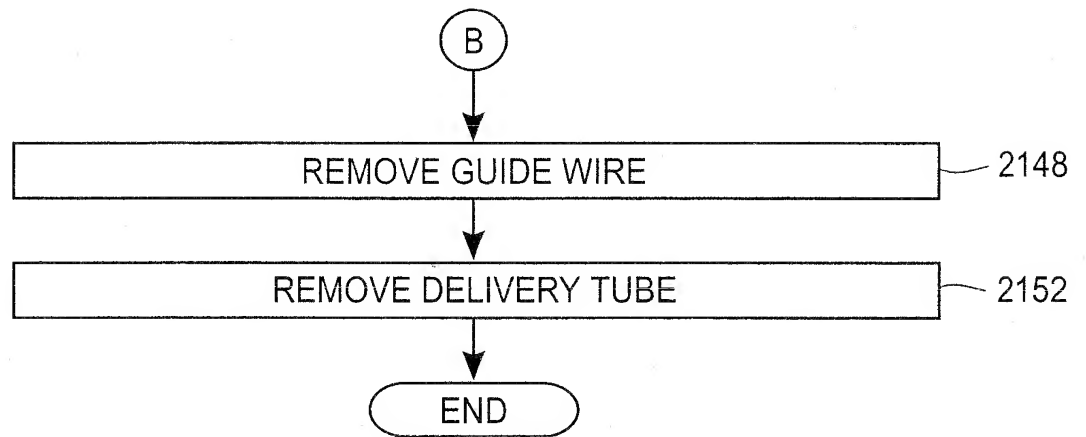 B
REMOVE GUIDE WIRE 2148
REMOVE DELIVERY TUBE 2152
END